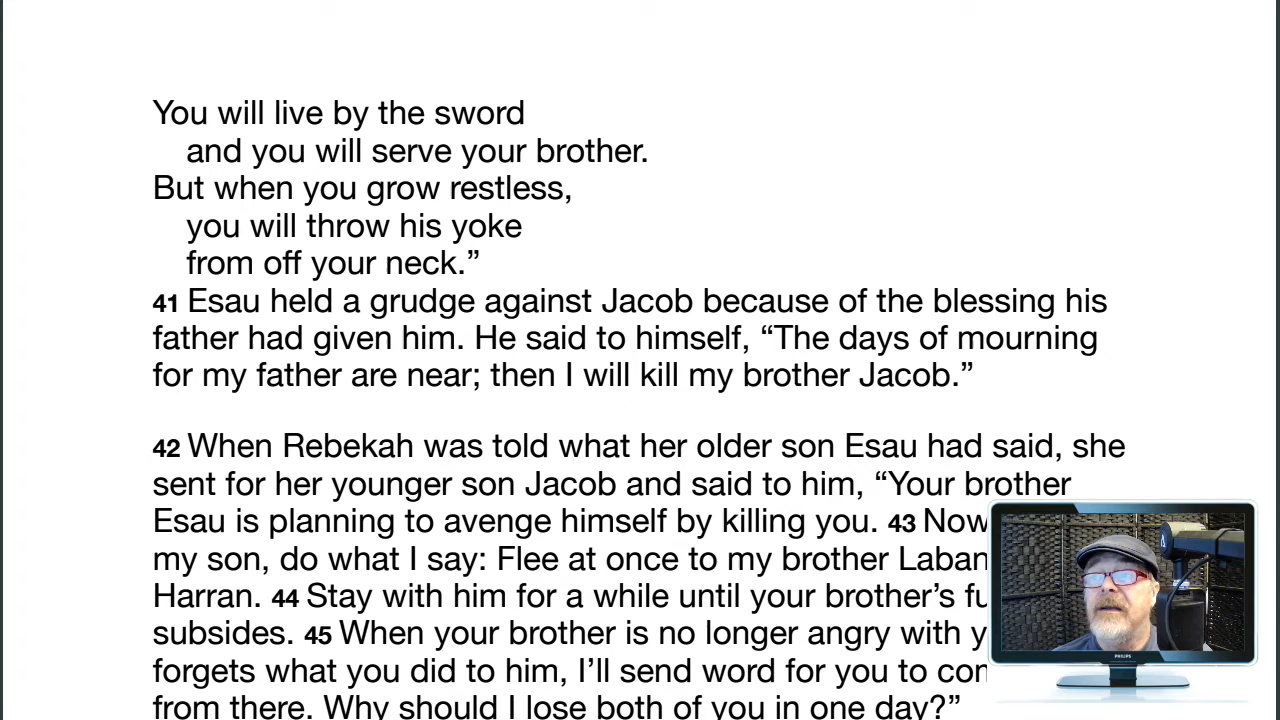 You will live by the sword
and you will serve your brother.
But when you grow restless,
you will throw his yoke
from off your neck.”
41 Esau held a grudge against Jacob because of the blessing his
father had given him. He said to himself, “The days of mourning
for my father are near; then I will kill my brother Jacob.”
42 When Rebekah was told what her older son Esau had said, she
sent for her younger son Jacob and said to him, “Your brother
Esau is planning to avenge himself by killing you. 43 Now
my son, do what I say: Flee at once to my brother Laban
Harran. 44 Stay with him for a while until your brother’s fu
subsides. 45 When your brother is no longer angry with y
forgets what you did to him, I’ll send word for you to con
from there. Why should I lose both of you in one day?”
PHILIPS